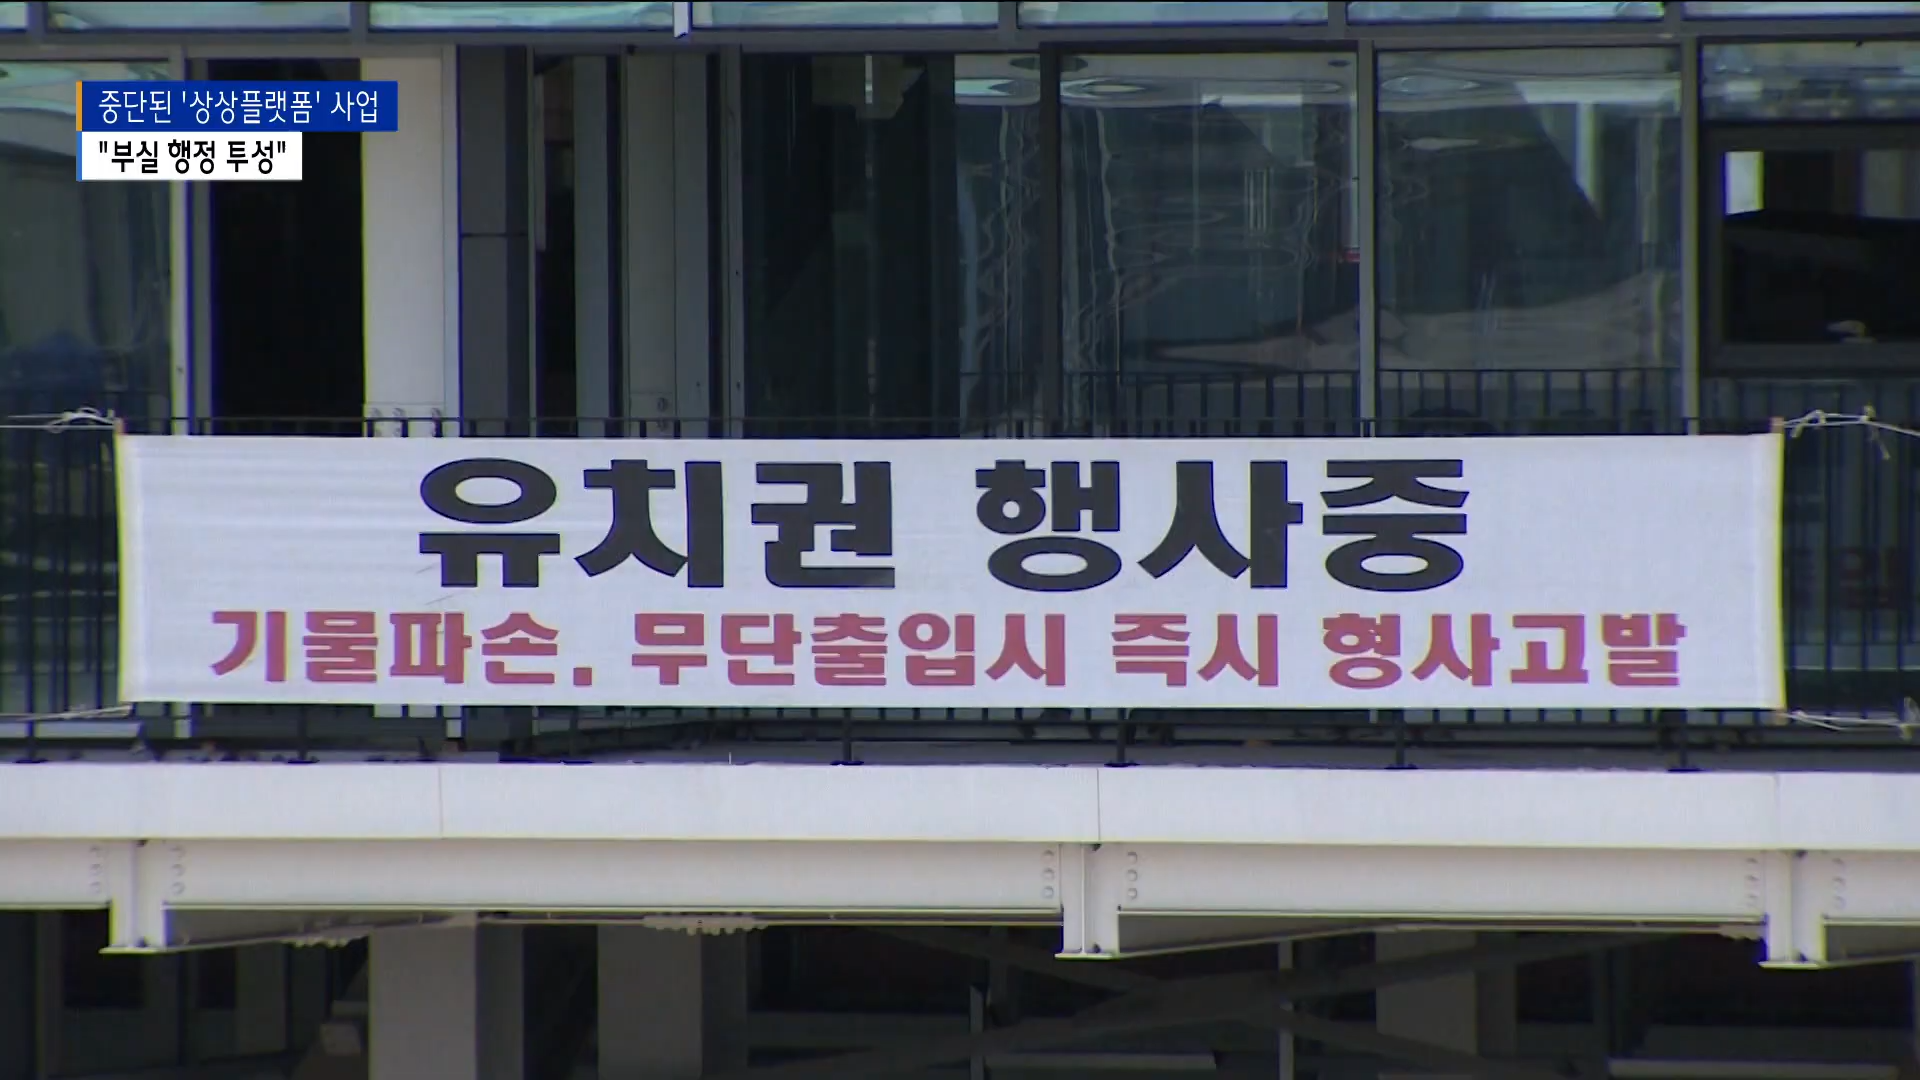 중단된 '상상플랫폼' 사업
"부실 행정 투성"
유치권 행사중
기물파손. 무단출입시 즉시 형사고발